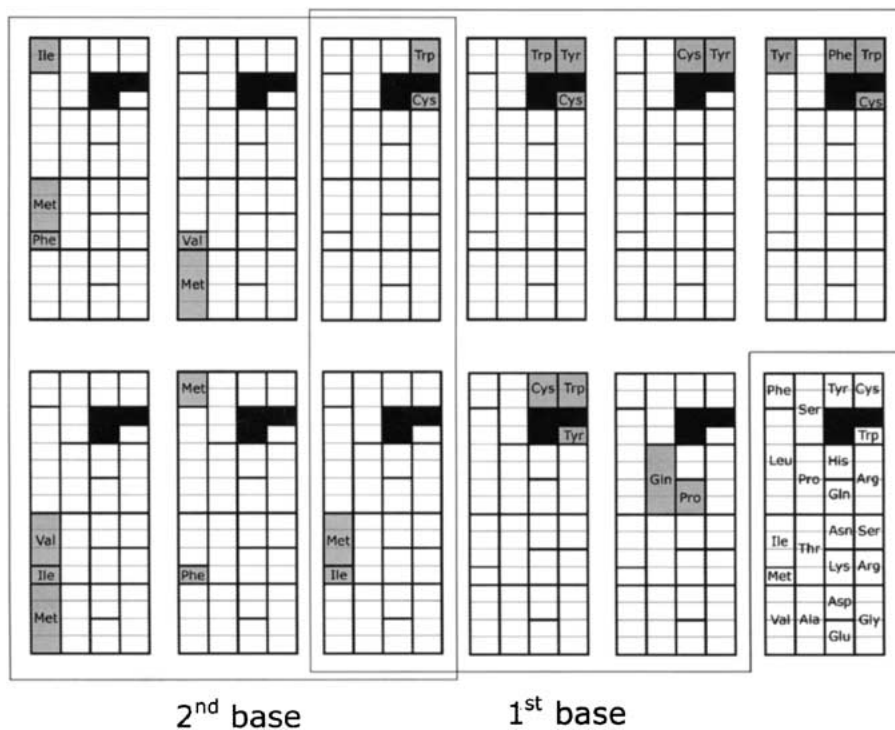 Ile Trp Trp Tyr Cys Tyr Tyr Phe Trp
Cys Cys Cys
Met
Phe Val
Met
Met Cys Trp Phe Tyr Cys
Ser
Tyr Trp
Leu His
Gln Pro Arg
Pro Gln
Val Met Ile Asn Ser
Thr
Ile Phe Ile Met Lys Arg
Met Asp
Val Ala Gly
Glu
2nd base 1st base